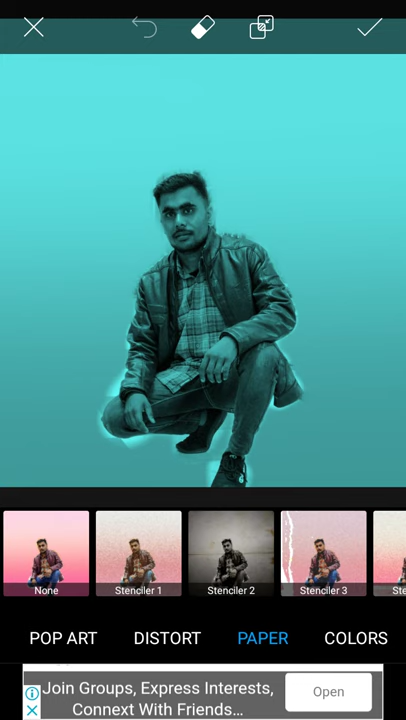 None
Stenciler 1
Stenciler 2
Stenciler 3
Ste
POP ART
DISTORT
PAPER
COLORS
Join Groups, Express Interests,
Connext With Friends...
Open